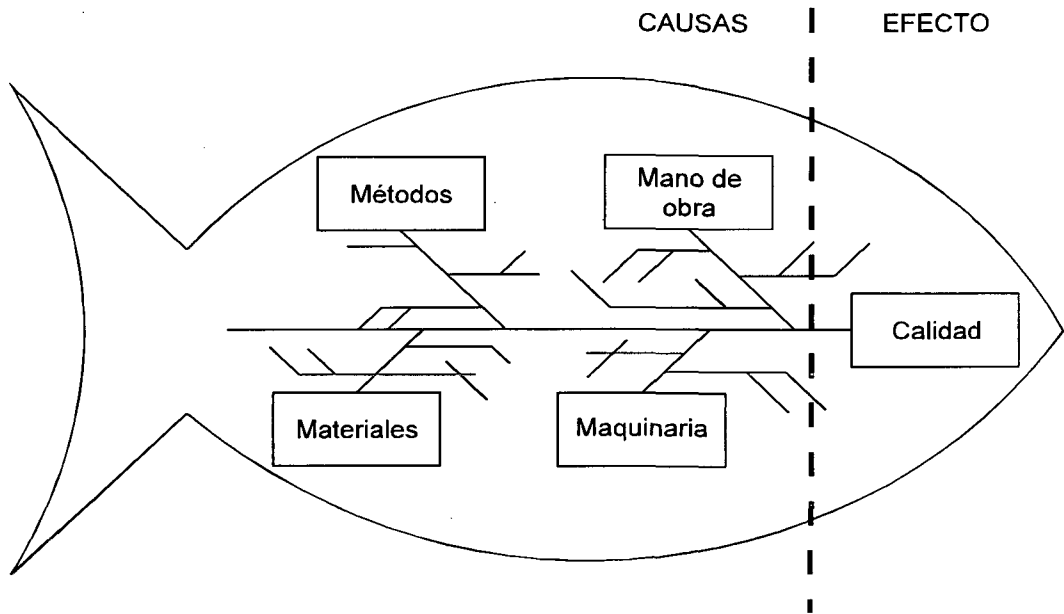 CAUSAS
EFECTO
Métodos
Mano de
obra
Calidad
Materiales
Maquinaria